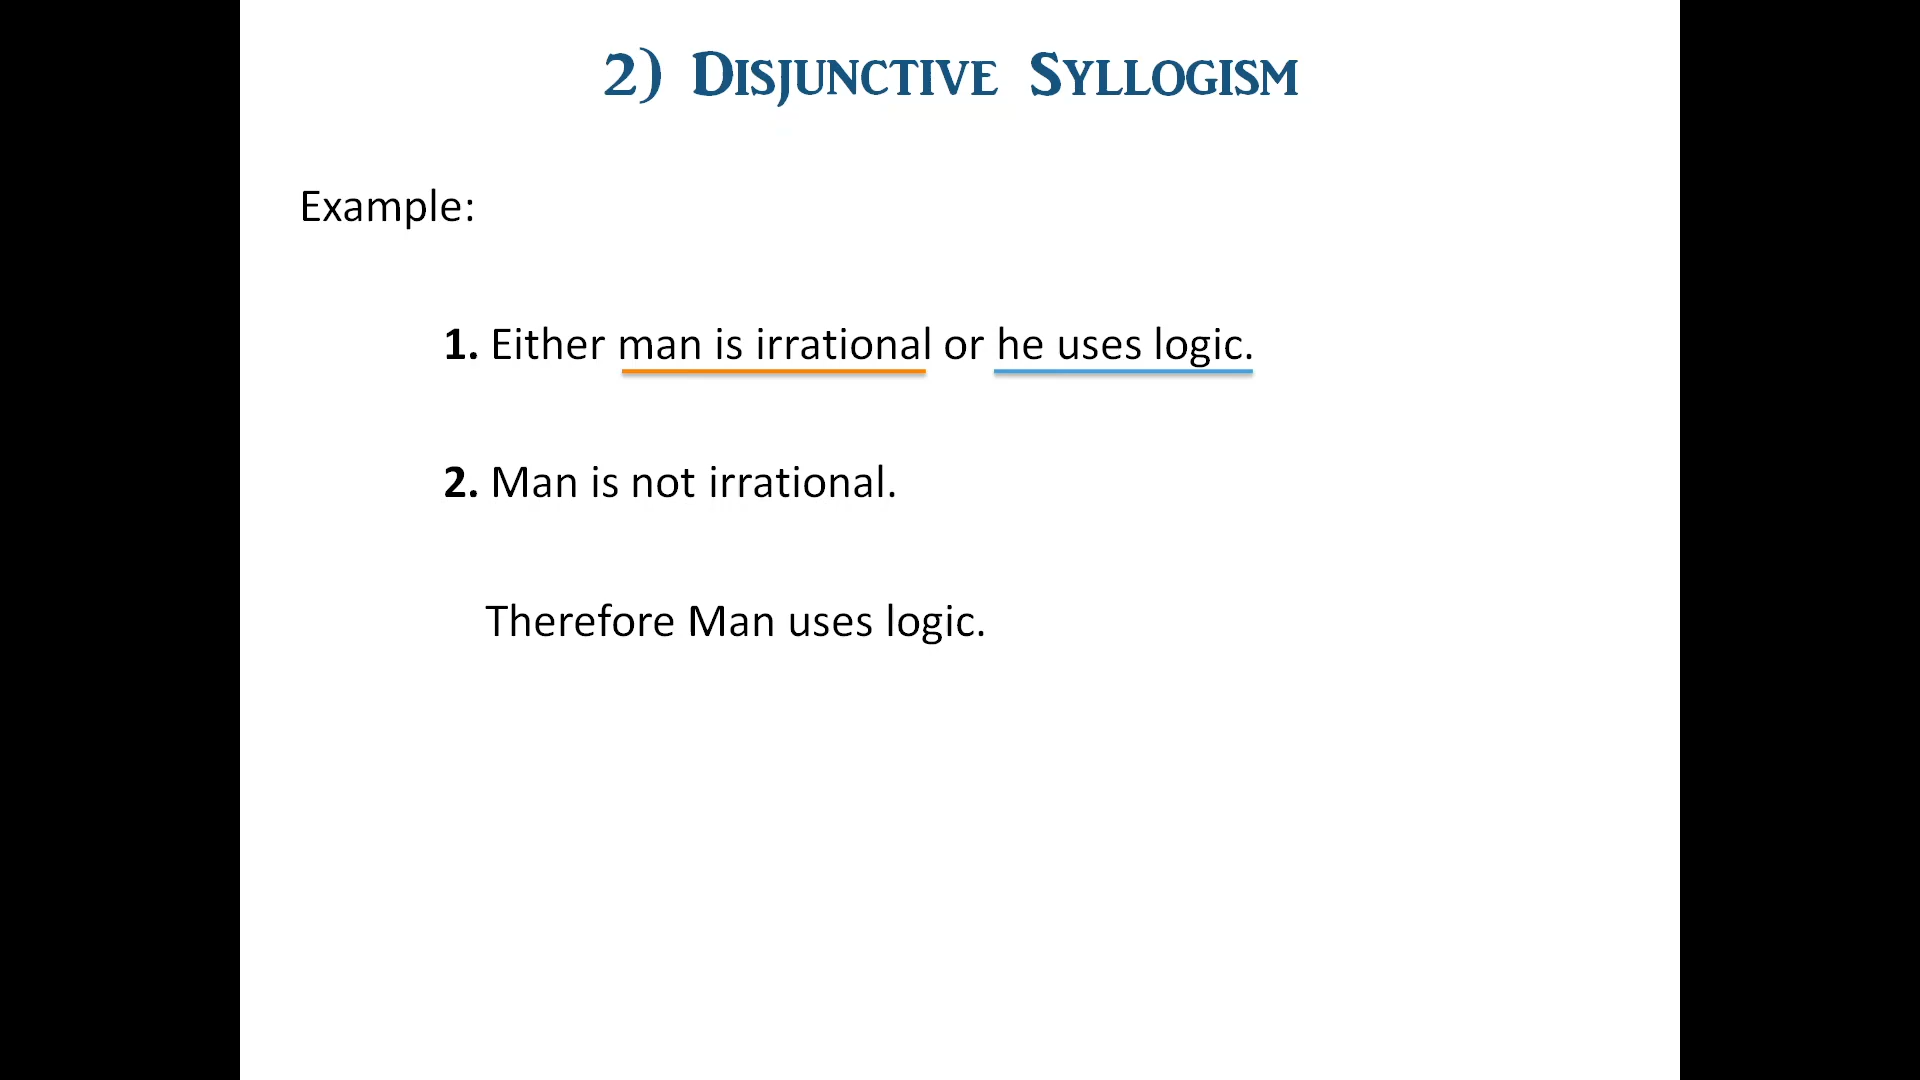 2) Disjunctive Syllogism
Example:
1. Either man is irrational or he uses logic.
2. Man is not irrational.
Therefore Man uses logic.